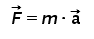 F⃗ = m · a⃗